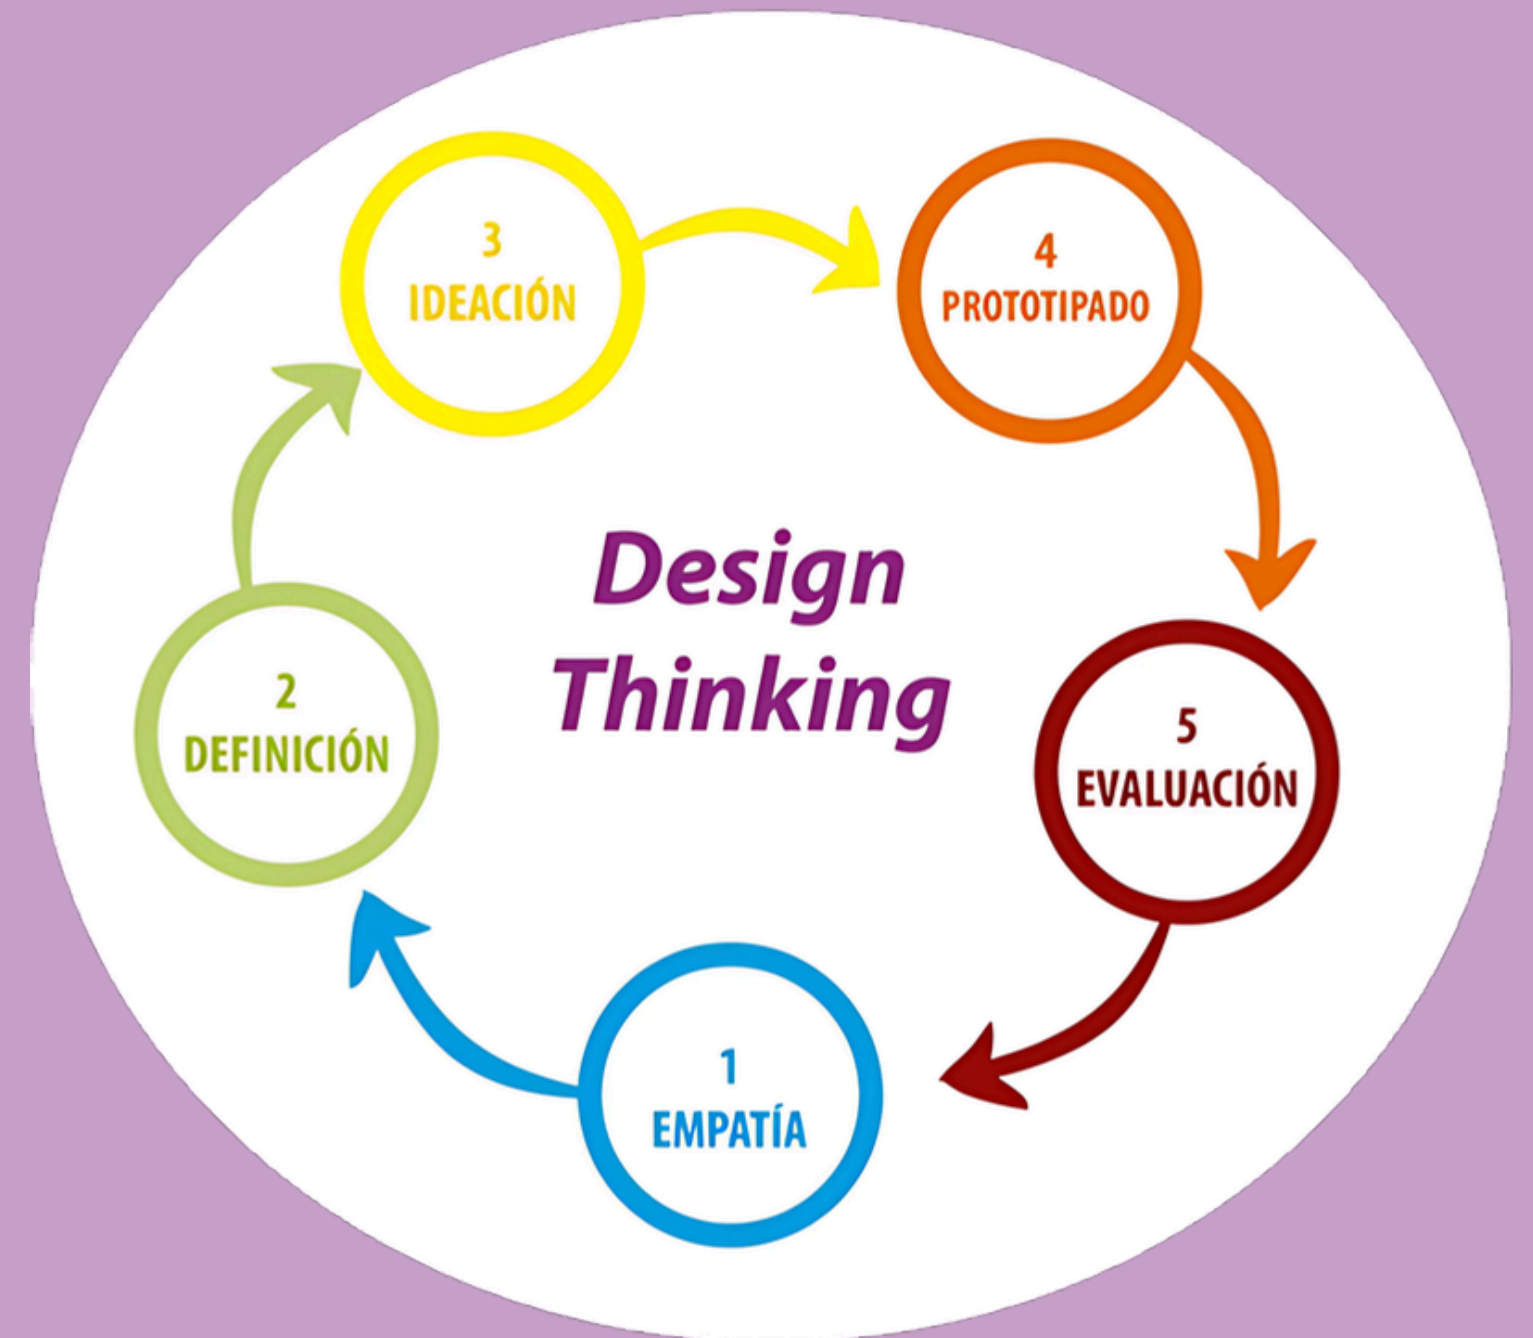 3
IDEACIÓN
4
PROTOTIPADO
Design
Thinking
2
DEFINICIÓN
5
EVALUACIÓN
1
EMPATÍA